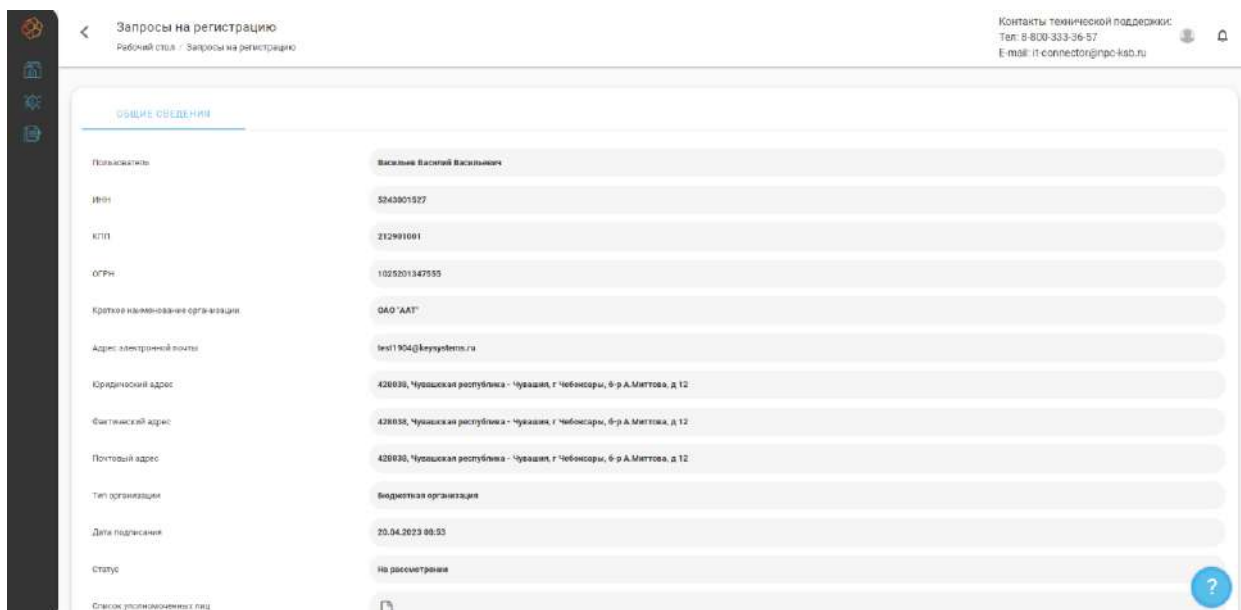 Запросы на регистрацию
Рабочий стол / Запросы на регистрацию
Контакты технической поддержки:
Тел: 8-800-333-36-57
E-mail: it-connector@npc-ksb.ru
ОБЩИЕ СВЕДЕНИЯ
Пользователь Васильев Василий Васильевич
ИНН 5243001527
КПП 212901001
ОГРН 1025201347555
Краткое наименование организации ОАО "ААТ"
Адрес электронной почты test1904@keysystems.ru
Юридический адрес 428038, Чувашская республика - Чувашия, г Чебоксары, б-р А.Миттова, д 12
Фактический адрес 428038, Чувашская республика - Чувашия, г Чебоксары, б-р А.Миттова, д 12
Почтовый адрес 428038, Чувашская республика - Чувашия, г Чебоксары, б-р А.Миттова, д 12
Тип организации Бюджетная организация
Дата подписания 20.04.2023 00:53
Статус На рассмотрении
Список уполномоченных лиц
?